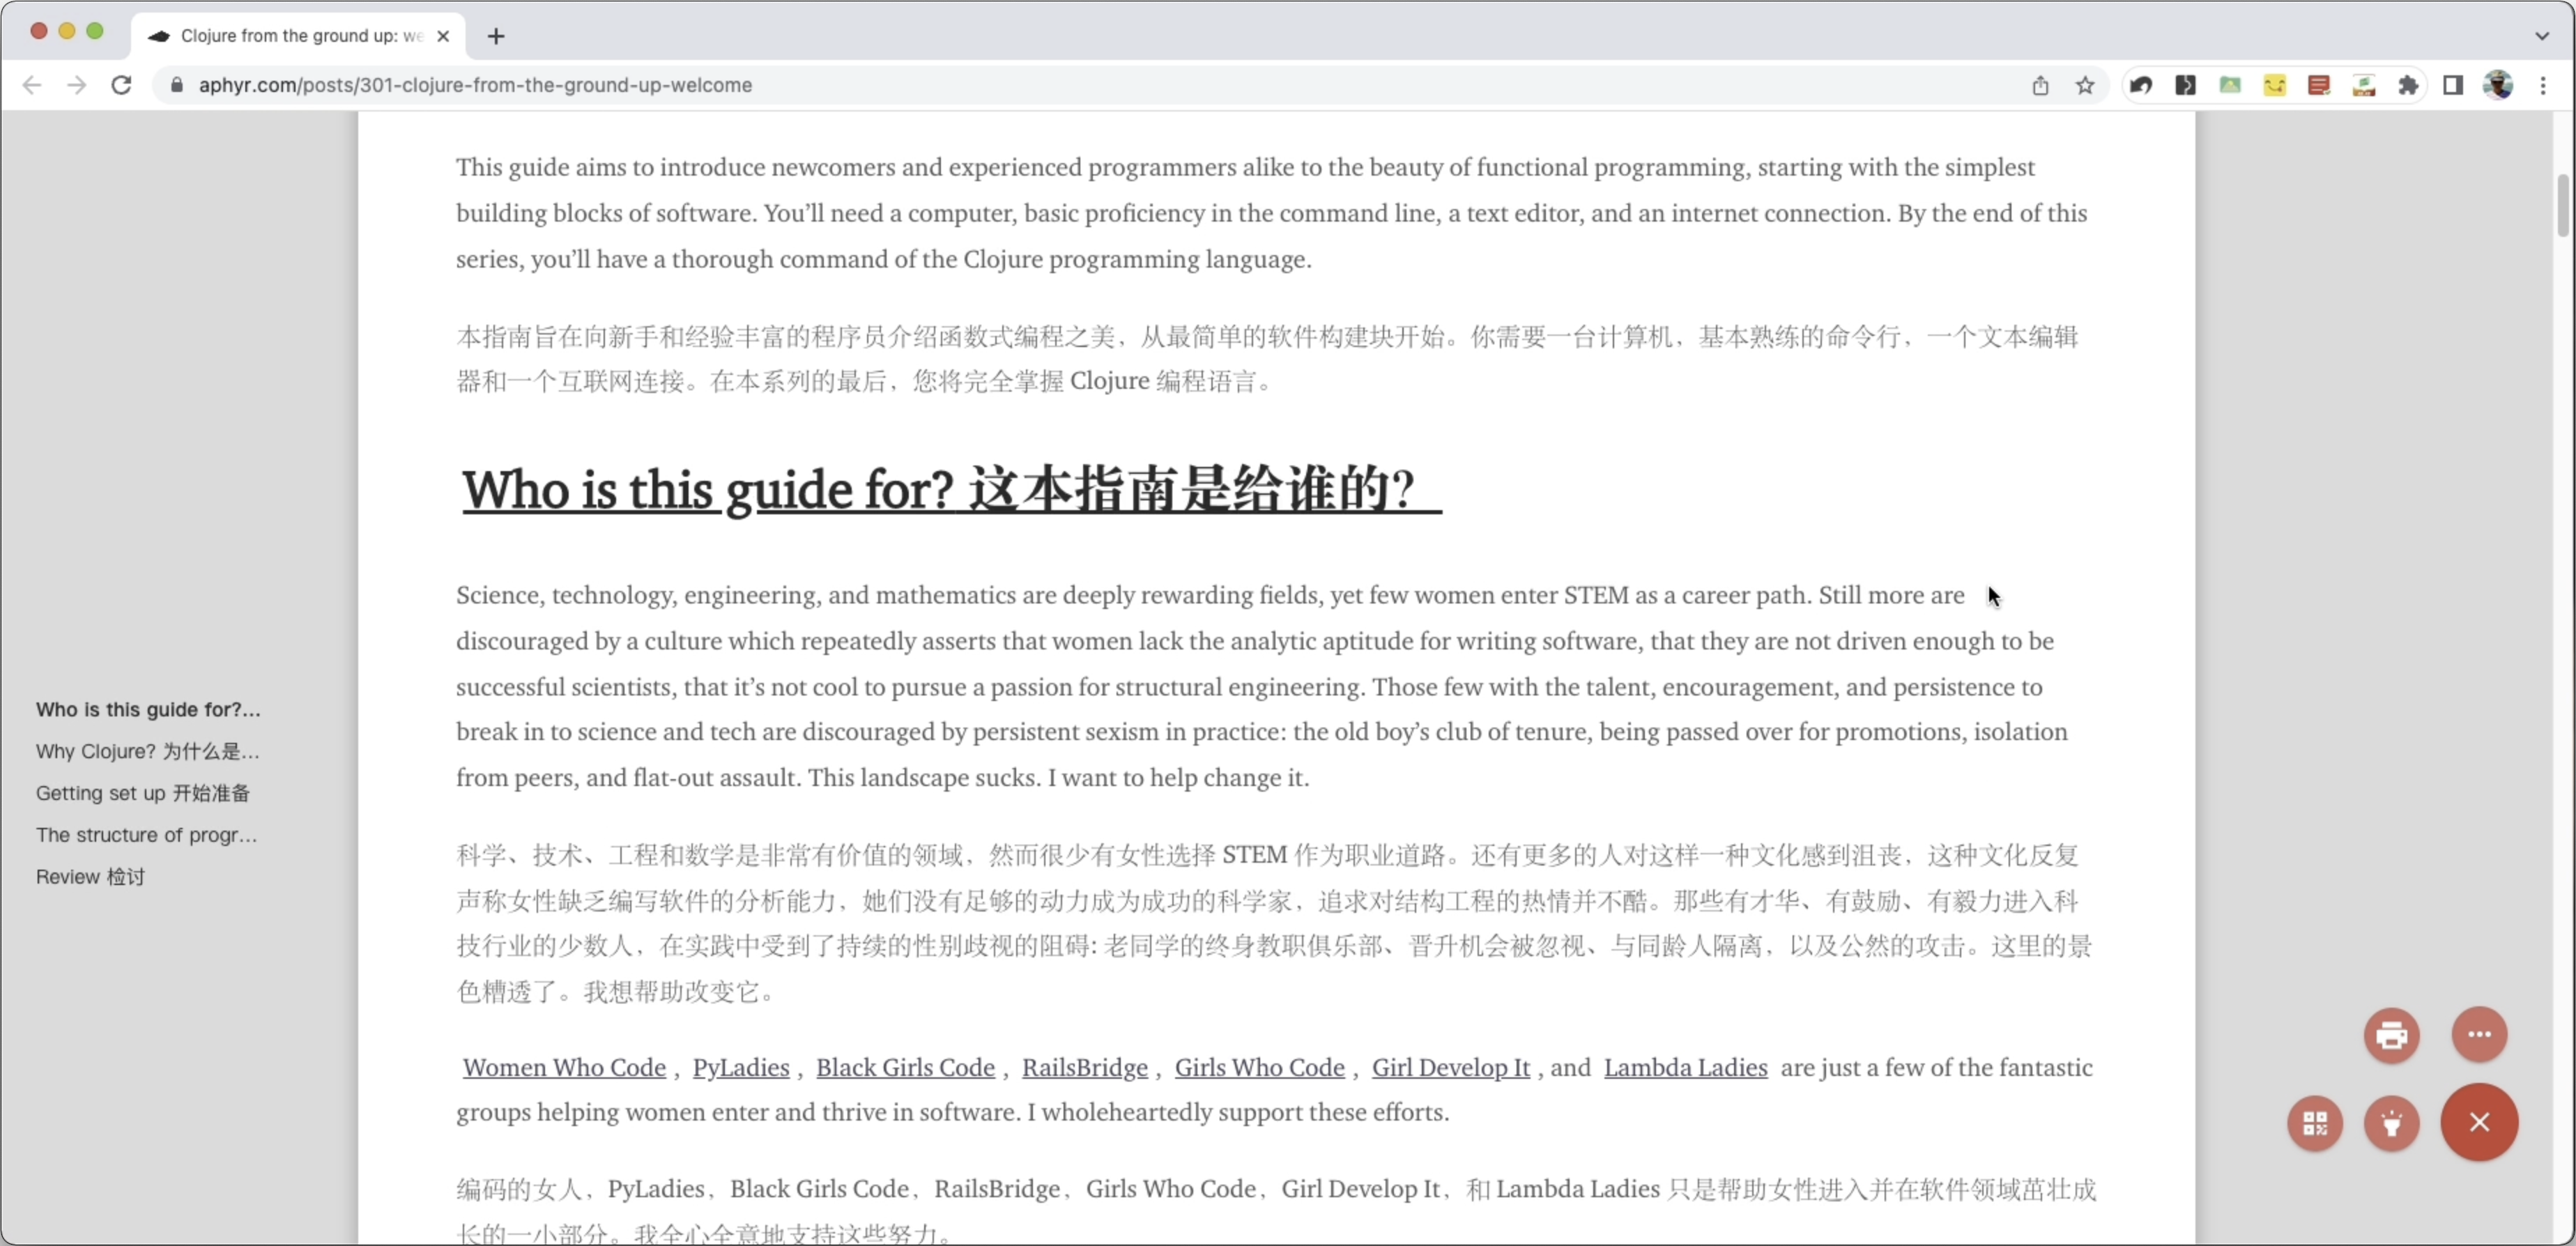 Clojure from the ground up: we
aphyr.com/posts/301-clojure-from-the-ground-up-welcome
This guide aims to introduce newcomers and experienced programmers alike to the beauty of functional programming, starting with the simplest
building blocks of software. You’ll need a computer, basic proficiency in the command line, a text editor, and an internet connection. By the end of this
series, you’ll have a thorough command of the Clojure programming language.
本指南旨在向新手和经验丰富的程序员介绍函数式编程之美，从最简单的软件构建块开始。你需要一台计算机，基本熟练的命令行，一个文本编辑
器和一个互联网连接。在本系列的最后，您将完全掌握 Clojure 编程语言。
Who is this guide for? 这本指南是给谁的?
Science, technology, engineering, and mathematics are deeply rewarding fields, yet few women enter STEM as a career path. Still more are
discouraged by a culture which repeatedly asserts that women lack the analytic aptitude for writing software, that they are not driven enough to be
successful scientists, that it’s not cool to pursue a passion for structural engineering. Those few with the talent, encouragement, and persistence to
break in to science and tech are discouraged by persistent sexism in practice: the old boy’s club of tenure, being passed over for promotions, isolation
from peers, and flat-out assault. This landscape sucks. I want to help change it.
科学、技术、工程和数学是非常有价值的领域，然而很少有女性选择 STEM 作为职业道路。还有更多的人对这样一种文化感到沮丧，这种文化反复
声称女性缺乏编写软件的分析能力，她们没有足够的动力成为成功的科学家，追求对结构工程的热情并不酷。那些有才华、有鼓励、有毅力进入科
技行业的少数人，在实践中受到了持续的性别歧视的阻碍: 老同学的终身教职俱乐部、晋升机会被忽视、与同龄人隔离，以及公然的攻击。这里的景
色糟透了。我想帮助改变它。
Women Who Code , PyLadies , Black Girls Code , RailsBridge , Girls Who Code , Girl Develop It , and Lambda Ladies are just a few of the fantastic
groups helping women enter and thrive in software. I wholeheartedly support these efforts.
编码的女人，PyLadies，Black Girls Code，RailsBridge，Girls Who Code，Girl Develop It，和 Lambda Ladies 只是帮助女性进入并在软件领域茁壮成
长的一小部分。我全心全意地支持这些努力。
Who is this guide for?...
Why Clojure? 为什么是...
Getting set up 开始准备
The structure of progr...
Review 检讨